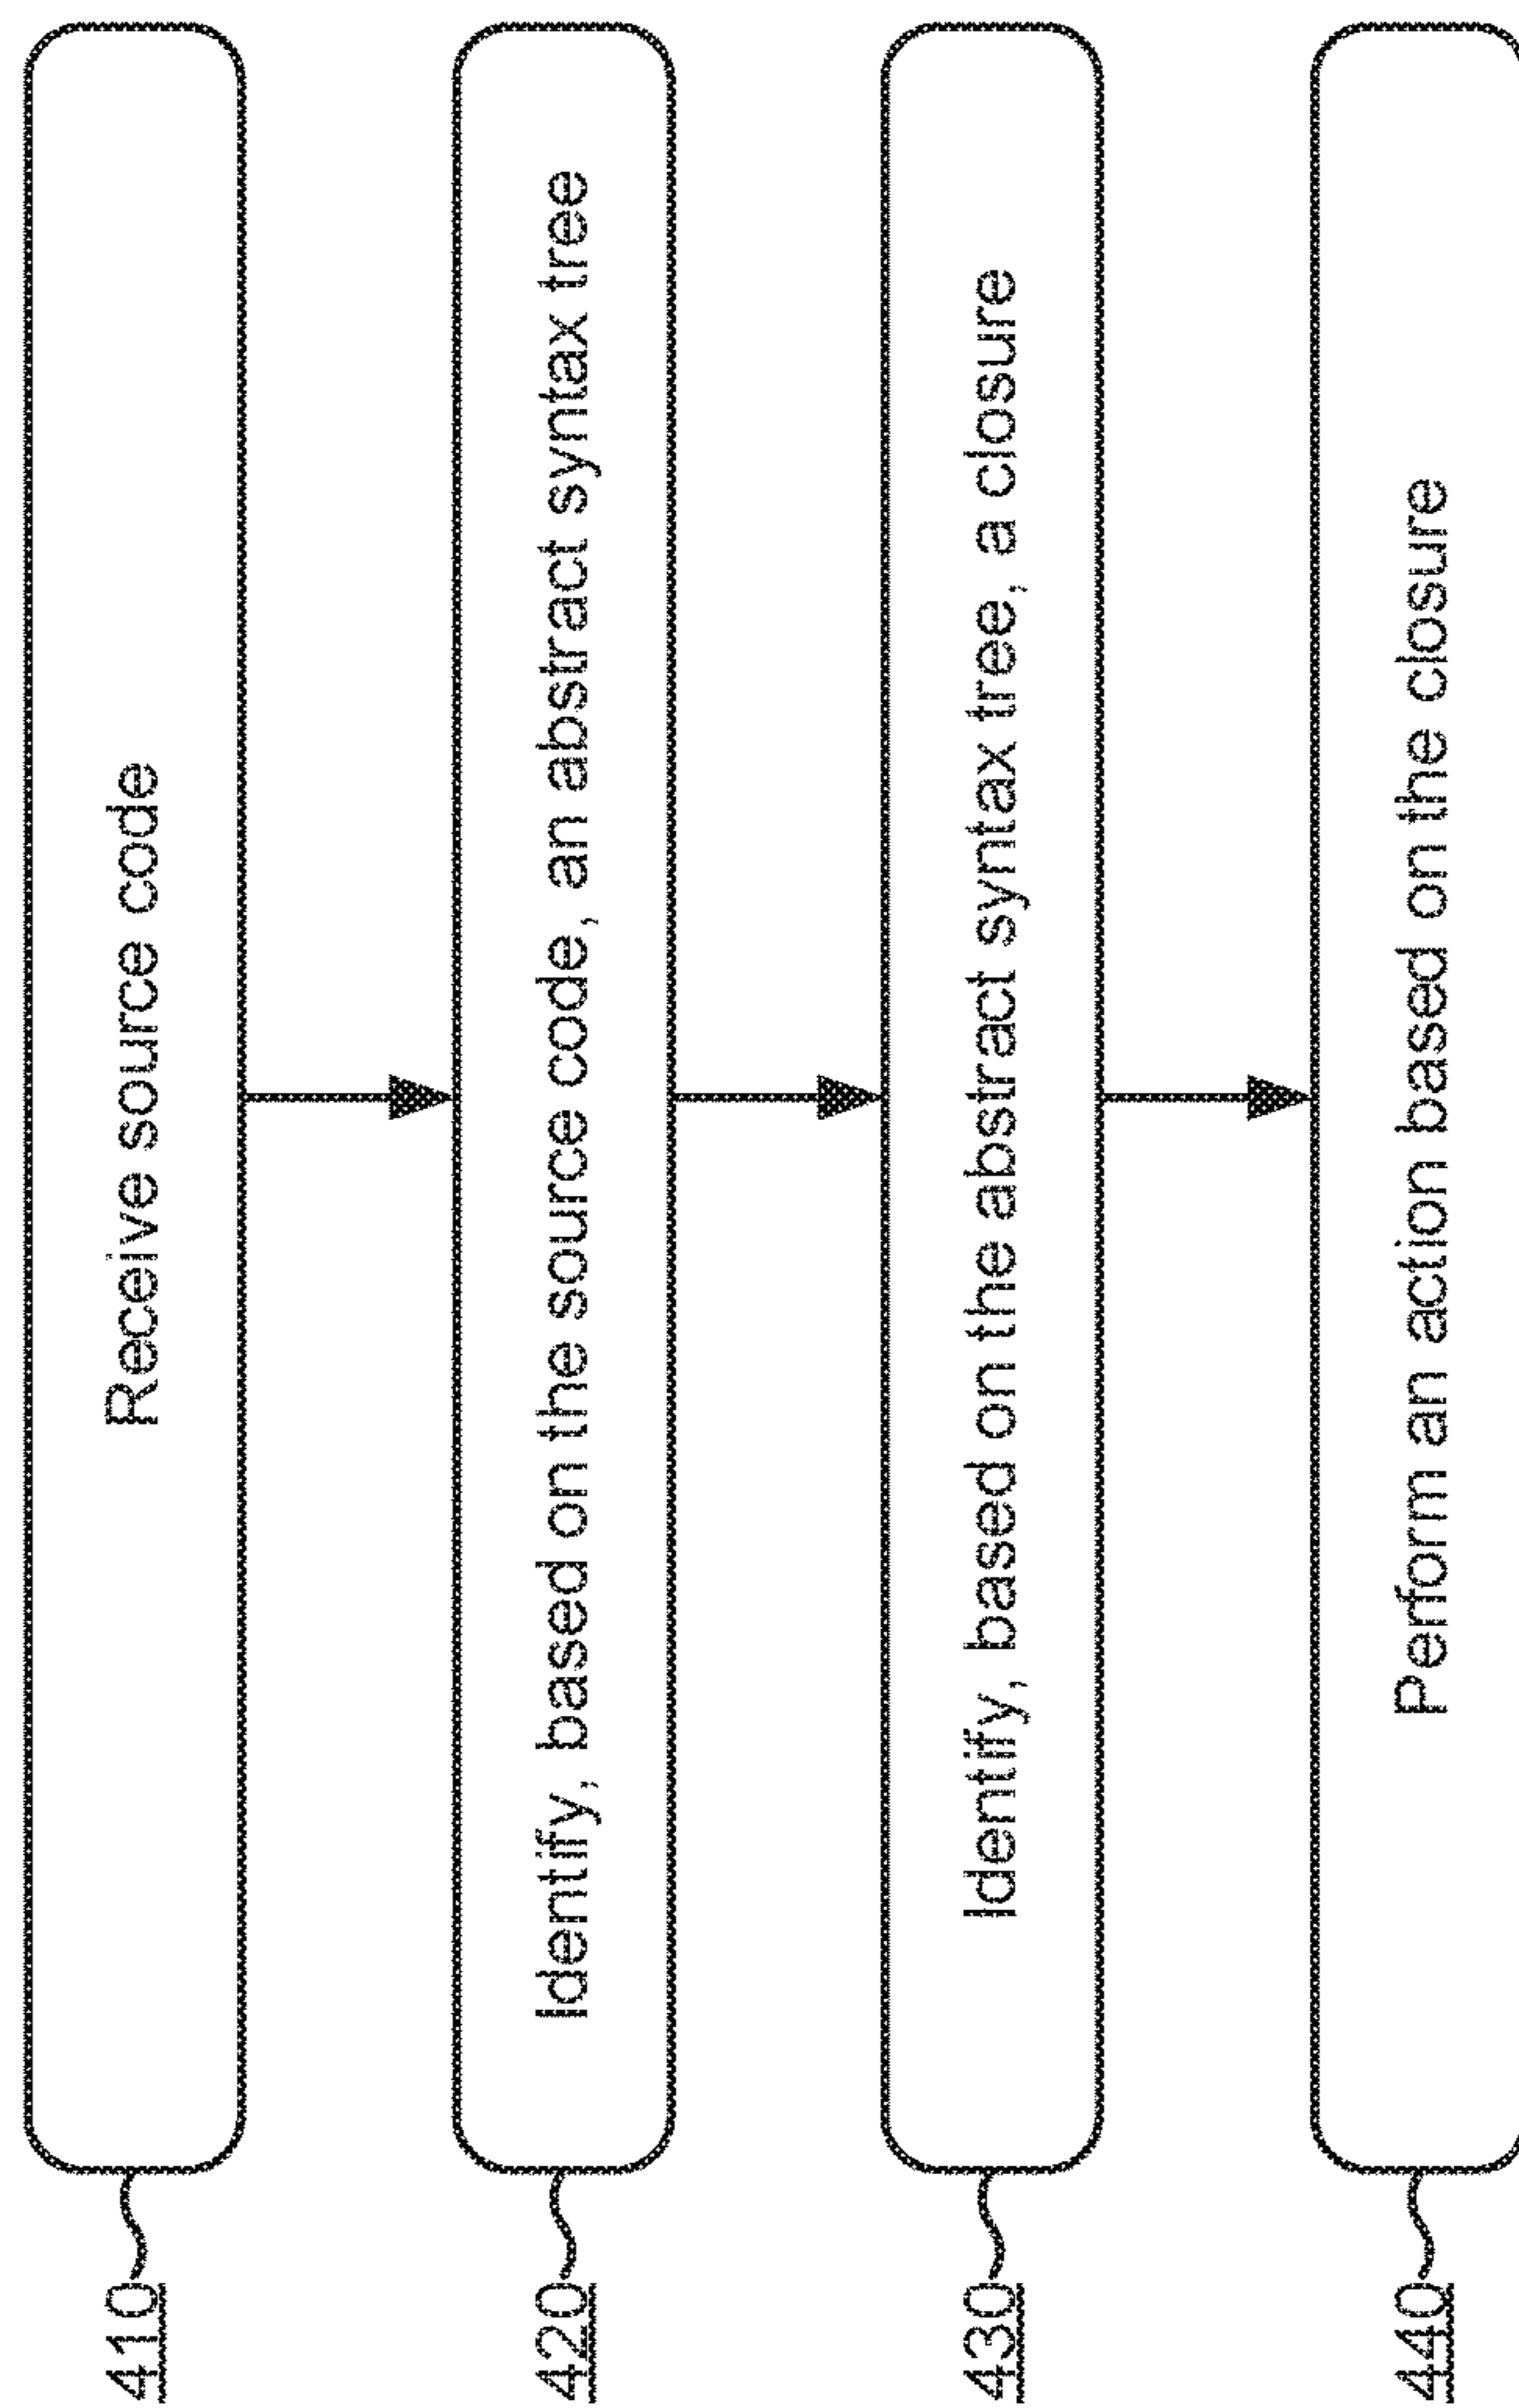 410
Receive source code
420
Identify, based on the source code, an abstract syntax tree
430
Identify, based on the abstract syntax tree, a closure
440
Perform an action based on the closure